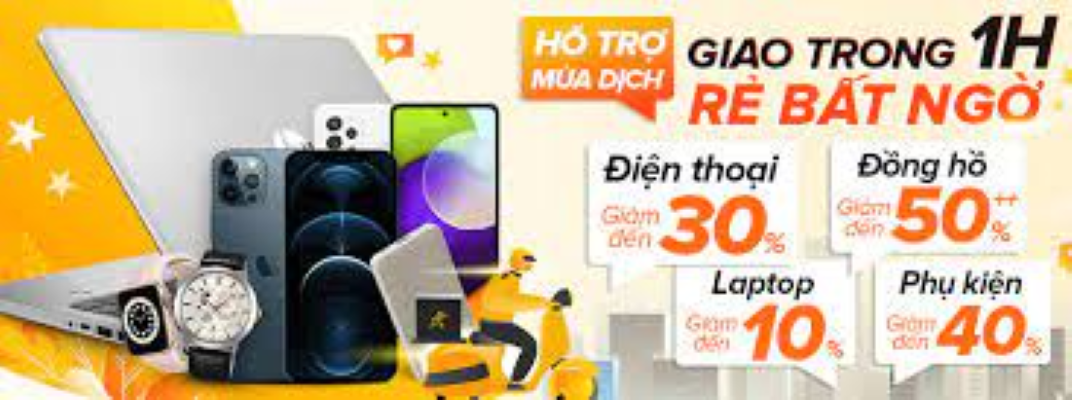 HỖ TRỢ
MÙA DỊCH
GIAO TRONG 1H
RẺ BẤT NGỜ
Điện thoại
Giảm
đến
30%
Đồng hồ
Giảm
đến
50++
%
Laptop
Giảm
đến
10%
Phụ kiện
Giảm
đến
40%